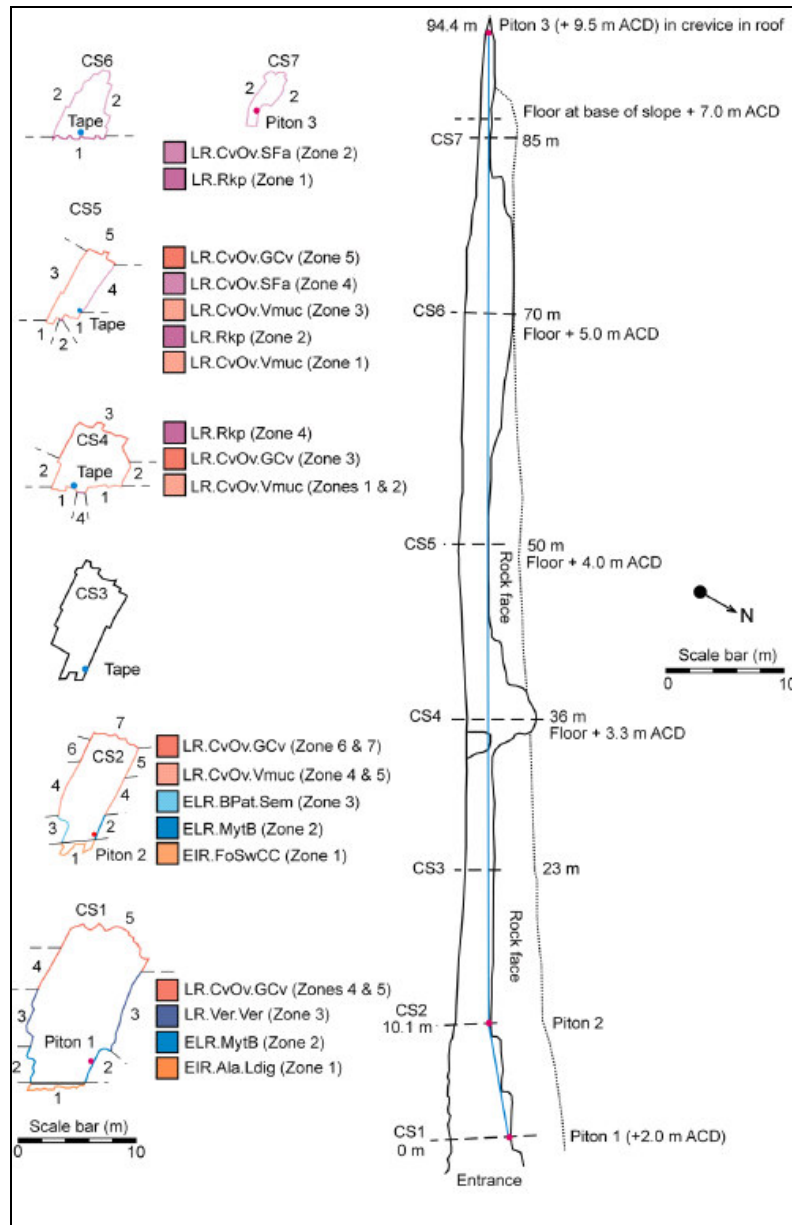 CS6
2
2
Tape
1
CS7
2
2
Piton 3
LR.CvOv.SFa (Zone 2)
LR.Rkp (Zone 1)
CS5
5
3
4
1
2
1
Tape
LR.CvOv.GCv (Zone 5)
LR.CvOv.SFa (Zone 4)
LR.CvOv.Vmuc (Zone 3)
LR.Rkp (Zone 2)
LR.CvOv.Vmuc (Zone 1)
3
CS4
2
Tape
2
1
1
4
LR.Rkp (Zone 4)
LR.CvOv.GCv (Zone 3)
LR.CvOv.Vmuc (Zones 1 & 2)
CS3
Tape
7
6
CS2
5
4
4
3
2
1
Piton 2
LR.CvOv.GCv (Zone 6 & 7)
LR.CvOv.Vmuc (Zone 4 & 5)
ELR.BPat.Sem (Zone 3)
ELR.MytB (Zone 2)
EIR.FoSwCC (Zone 1)
CS1
5
4
3
3
Piton 1
2
2
1
LR.CvOv.GCv (Zones 4 & 5)
LR.Ver.Ver (Zone 3)
ELR.MytB (Zone 2)
EIR.Ala.Ldig (Zone 1)
Scale bar (m)
0 10
94.4 m
Piton 3 (+ 9.5 m ACD) in crevice in roof
Floor at base of slope + 7.0 m ACD
CS7
85 m
CS6
70 m
Floor + 5.0 m ACD
CS5
50 m
Floor + 4.0 m ACD
Rock face
N
Scale bar (m)
0 10
CS4
36 m
Floor + 3.3 m ACD
CS3
23 m
Rock face
CS2
10.1 m
Piton 2
CS1
0 m
Piton 1 (+2.0 m ACD)
Entrance